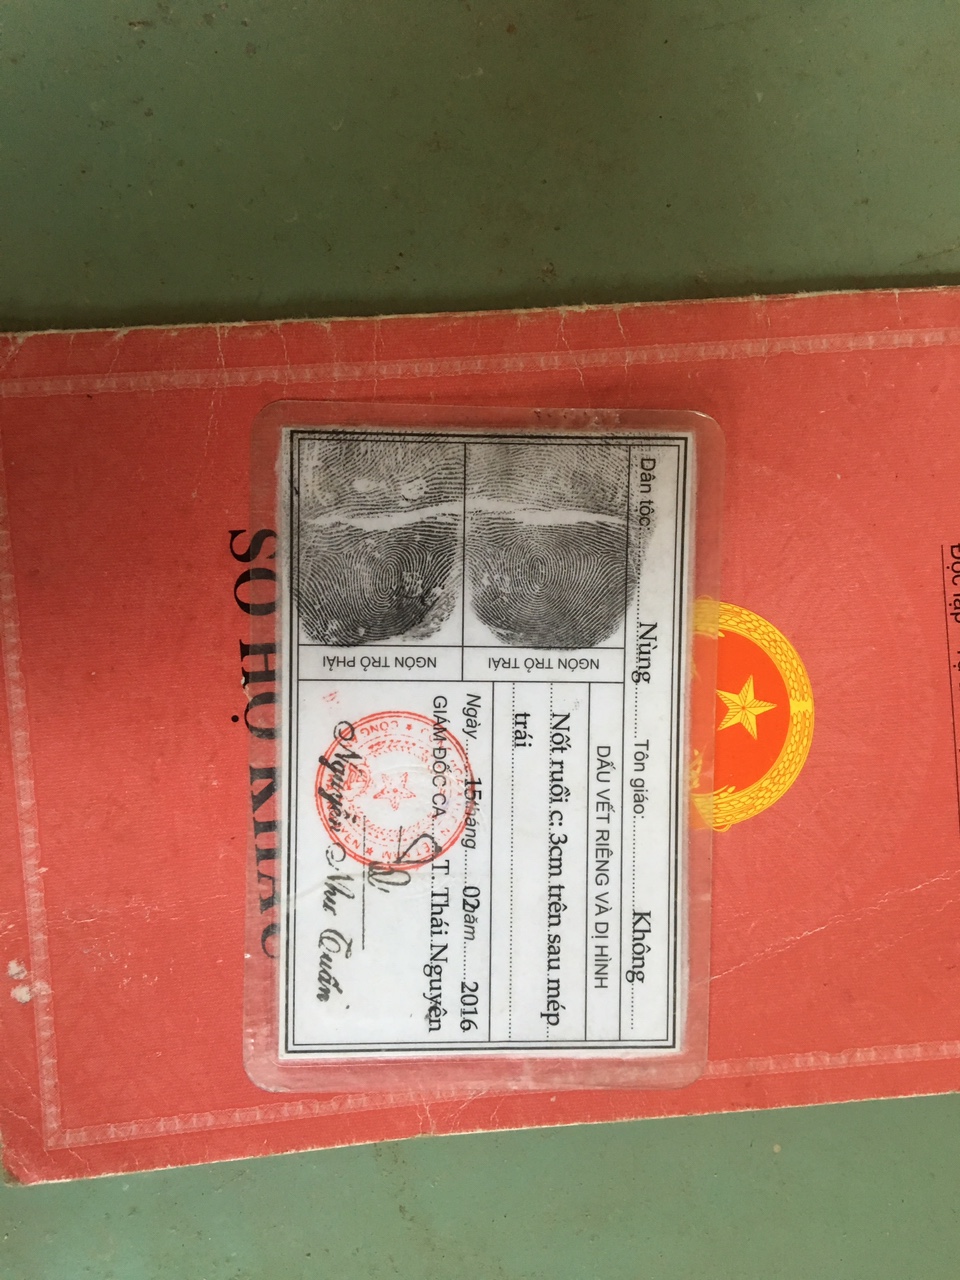 Dân tộc: Nùng Tôn giáo: Không
DẤU VẾT RIÊNG VÀ DỊ HÌNH
Nốt ruồi c: 3cm trên sau mép
trái
NGÓN TRỎ TRÁI
NGÓN TRỎ PHẢI
Ngày 15 tháng 02 năm 2016
GIÁM ĐỐC CA T. Thái Nguyên
Nguyễn Như Tuấn
SỔ HỘ KHẨU
Độc lập